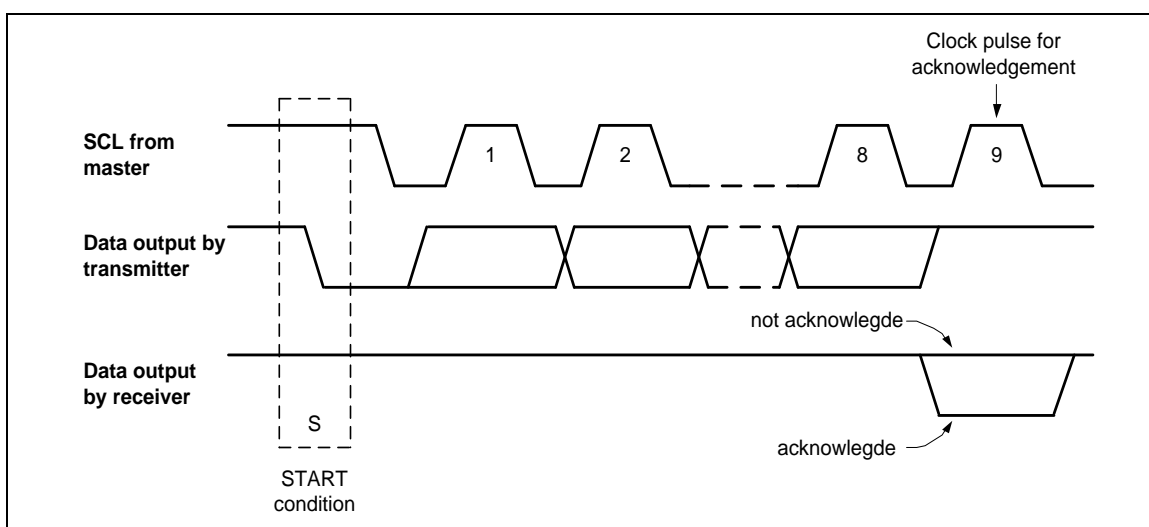 Clock pulse for
acknowledgement
SCL from
master
1
2
8
9
Data output by
transmitter
not acknowlegde
Data output
by receiver
S
acknowlegde
START
condition